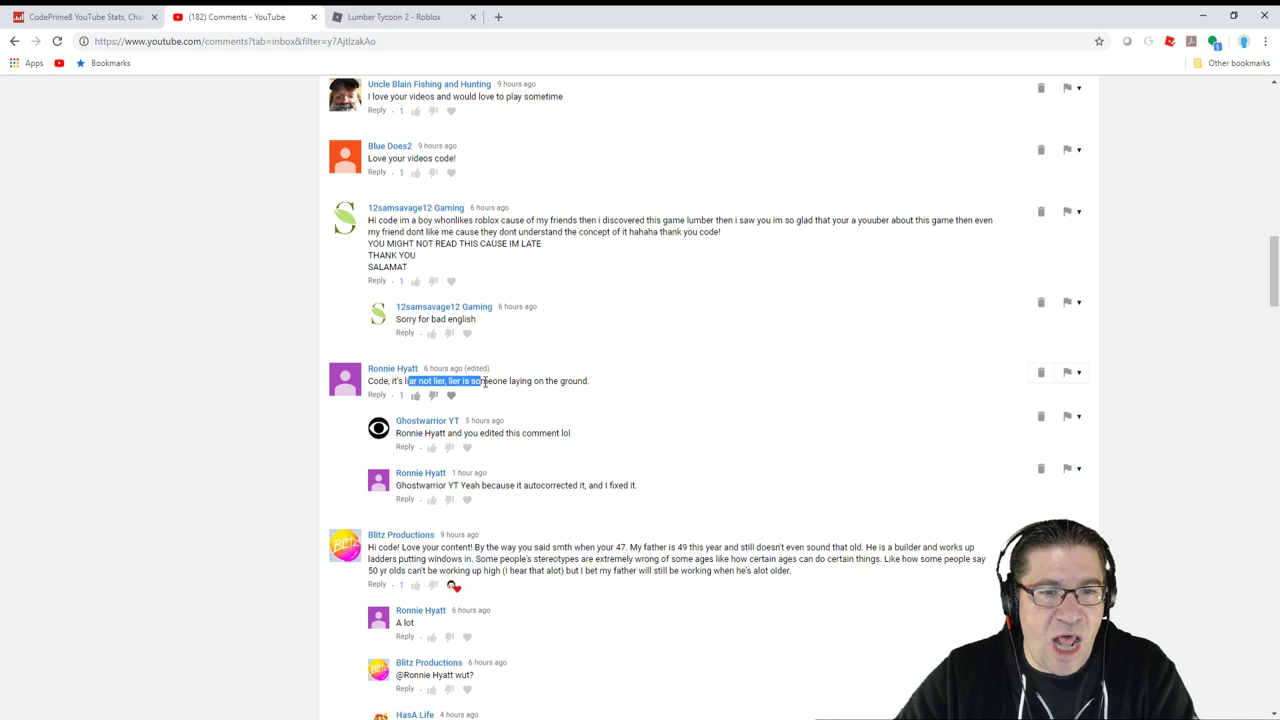 CodePrime8 YouTube Stats, Cha
(182) Comments - YouTube
Lumber Tycoon 2 - Roblox
https://www.youtube.com/comments?tab=inbox&filter=y7AjtlzakAo
Apps
Bookmarks
Other bookmarks
Uncle Blain Fishing and Hunting 9 hours ago
I love your videos and would love to play sometime
Reply . 1
Blue Does2 9 hours ago
Love your videos code!
Reply . 1
12samsavage12 Gaming 6 hours ago
Hi code im a boy whonlikes roblox cause of my friends then i discovered this game lumber then i saw you im so glad that your a youuber about this game then even
my friend dont like me cause they dont understand the concept of it hahaha thank you code!
YOU MIGHT NOT READ THIS CAUSE IM LATE
THANK YOU
SALAMAT
Reply . 1
12samsavage12 Gaming 6 hours ago
Sorry for bad english
Reply .
Ronnie Hyatt 6 hours ago (edited)
Code, it's liar not lier, lier is someone laying on the ground.
Reply 1
Ghostwarrior YT 5 hours ago
Ronnie Hyatt and you edited this comment lol
Reply .
Ronnie Hyatt 1 hour ago
Ghostwarrior YT Yeah because it autocorrected it, and I fixed it.
Reply .
Blitz Productions 9 hours ago
Hi code! Love your content! By the way you said smth when your 47. My father is 49 this year and still doesn't even sound that old. He is a builder and works up
ladders putting windows in. Some people's stereotypes are extremely wrong of some ages like how certain ages can do certain things. Like how some people say
50 yr olds can't be working up high (I hear that alot) but I bet my father will still be working when he's alot older.
Reply . 1
Ronnie Hyatt 6 hours ago
A lot
Reply .
Blitz Productions 6 hours ago
@Ronnie Hyatt wut?
Reply .
HasA Life 4 hours ago